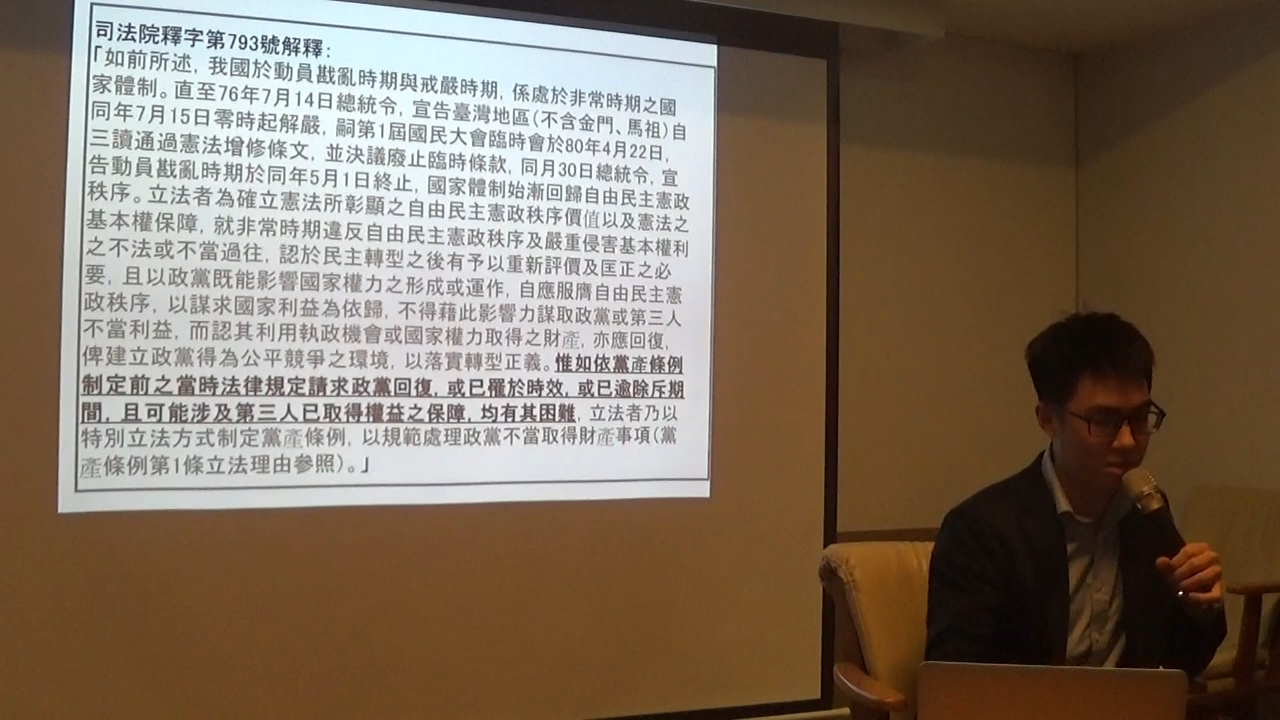 司法院釋字第793號解釋：
「如前所述，我國於動員戡亂時期與戒嚴時期，係處於非常時期之國
家體制。直至76年7月14日總統令，宣告臺灣地區（不含金門、馬祖）自
同年7月15日零時起解嚴，嗣第1屆國民大會臨時會於80年4月22日，
三讀通過憲法增修條文，並決議廢止臨時條款，同月30日總統令，宣
告動員戡亂時期於同年5月1日終止，國家體制始漸回歸自由民主憲政
秩序。立法者為確立憲法所彰顯之自由民主憲政秩序價值以及憲法之
基本權保障，就非常時期違反自由民主憲政秩序及嚴重侵害基本權利
之不法或不當過往，認於民主轉型之後有予以重新評價及匡正之必
要，且以政黨既能影響國家權力之形成或運作，自應服膺自由民主憲
政秩序，以謀求國家利益為依歸，不得藉此影響力謀取政黨或第三人
不當利益，而認其利用執政機會或國家權力取得之財產，亦應回復，
俾建立政黨得為公平競爭之環境，以落實轉型正義。惟如依黨產條例
制定前之當時法律規定請求政黨回復，或已罹於時效，或已逾除斥期
間，且可能涉及第三人已取得權益之保障，均有其困難，立法者乃以
特別立法方式制定黨產條例，以規範處理政黨不當取得財產事項（黨
產條例第1條立法理由參照）。」